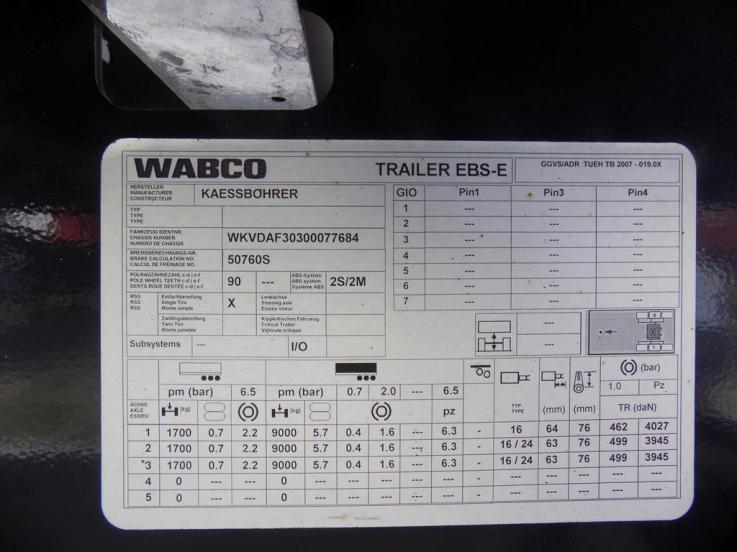 WABCO TRAILER EBS-E GGVS/ADR TUEH TB 2007 - 019.0X
HERSTELLER
MANUFACTURER
CONSTRUCTEUR
KAESSBOHRER
TYP
TYPE
TYPE
FAHRZEUG IDENTNR.
CHASSIS NUMBER
NUMERO DE CHASSIS
WKVDAF30300077684
BREMSBERECHNUNGS-NR.
BRAKE CALCULATION NO.
CALCUL DE FREINAGE NO.
50760S
POLRADZAHNEZAHL c-d | e-f
POLE WHEEL TEETH c-d | e-f
DENTS ROUE DENTÉE c-d | e-f
90 ---
ABS-System
ABS system
Système ABS
2S/2M
RSS Einfachbereifung
RSS Single Tire
RSS Monte simple
X
Lenkachse
Steering axle
Essieu vireur
Zwillingsbereifung
Twin Tire
Monte jumelée
Kippkritisches Fahrzeug
Critical Trailer
Véhicule critique
Subsystems --- I/O
GIO Pin1 Pin3 Pin4
1 --- --- ---
2 --- --- ---
3 --- --- ---
4 --- --- ---
5 --- --- ---
6 --- --- ---
7 --- --- ---
---
---
pm (bar) 6.5 pm (bar) 0.7 2.0 --- 6.5
(bar)
1.0 Pz
ACHSE
AXLE
ESSIEU
(kg) (kg) pz
TYP
TYPE
(mm) (mm) TR (daN)
1 1700 0.7 2.2 9000 5.7 0.4 1.6 --- 6.3 - 16 64 76 462 4027
2 1700 0.7 2.2 9000 5.7 0.4 1.6 --- 6.3 - 16 / 24 63 76 499 3945
*3 1700 0.7 2.2 9000 5.7 0.4 1.6 --- 6.3 - 16 / 24 63 76 499 3945
4 0 --- --- 0 --- --- --- --- --- - --- --- --- --- ---
5 0 --- --- 0 --- --- --- --- --- - --- --- --- --- ---